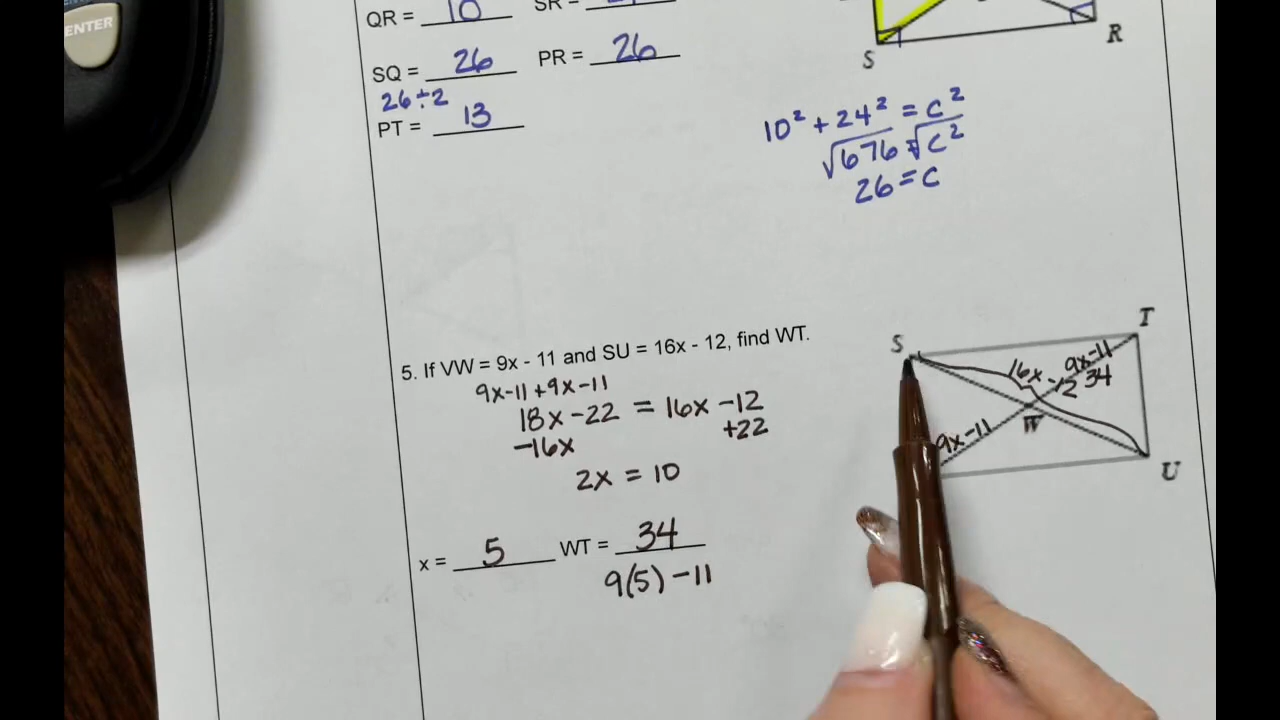 ENTER
QR = 10 SR =
SQ = 26 PR = 26
26 ÷ 2
PT = 13
S
R
10² + 24² = c²
√676 = √c²
26 = c
5. If VW = 9x - 11 and SU = 16x - 12, find WT.
9x-11 + 9x-11
18x - 22 = 16x - 12
-16x +22
2x = 10
x = 5 WT = 34
9(5) - 11
S
T
16x - 12
9x-11
34
9x-11
W
U